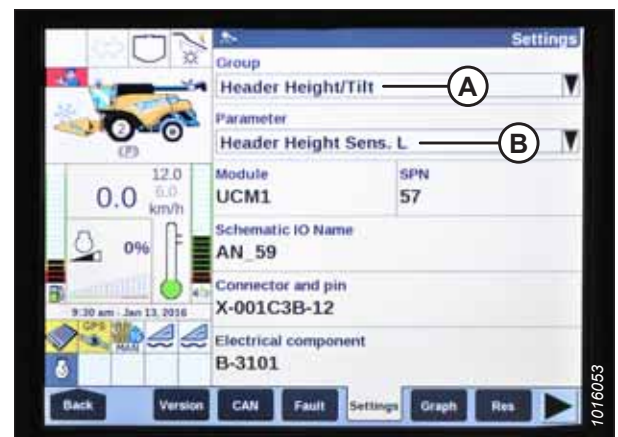 Settings
Group
Header Height/Tilt
A
Parameter
Header Height Sens. L
B
2
(P)
Module
UCM1
SPN
57
12.0
6.0
0.0 km/h
Schematic IO Name
AN_59
0%
Connector and pin
X-001C3B-12
9:30 am Jan 13, 2016
GPS
MAN
Electrical component
B-3101
Back
Version
CAN
Fault
Settings
Graph
Res
1016053